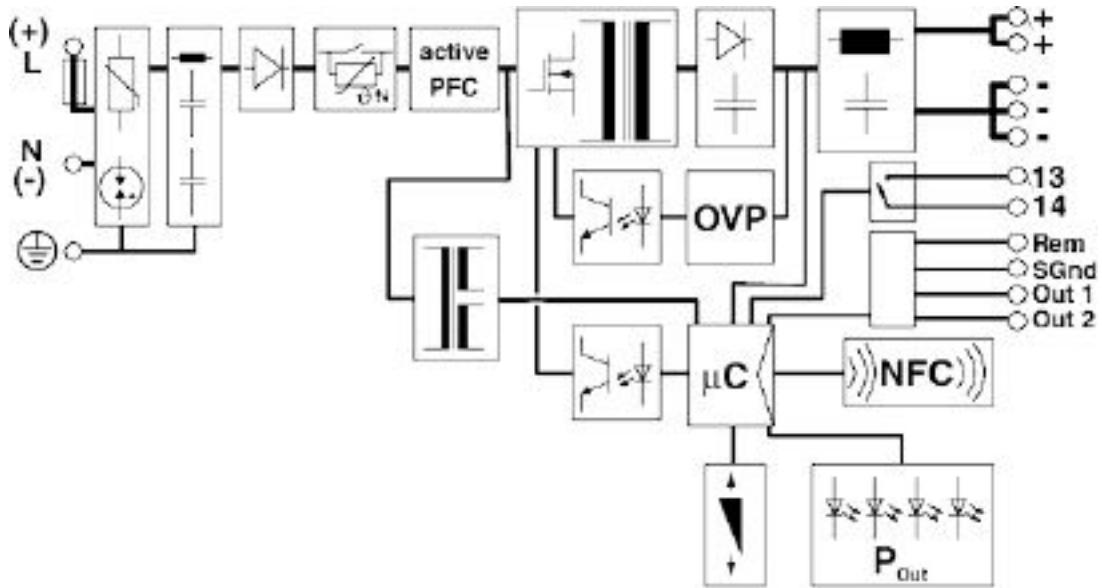 (+)
L
N
(-)
active
PFC
ϑ N
+
+
-
-
-
OVP
13
14
Rem
SGnd
Out 1
Out 2
µC
NFC
P Out